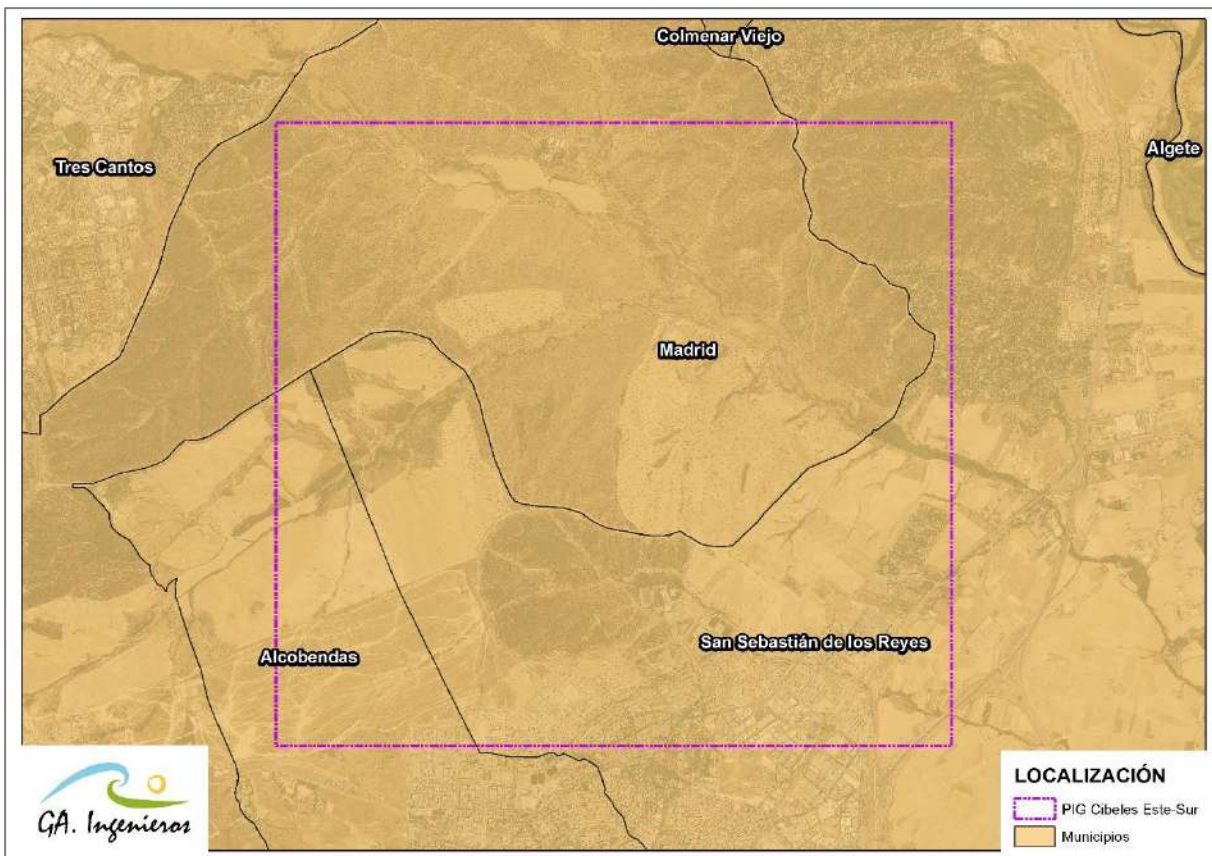 Colmenar Viejo
Tres Cantos
Algete
Madrid
San Sebastián de los Reyes
Alcobendas
GA. Ingenieros
LOCALIZACIÓN
PIG Cibeles Este-Sur
Municipios